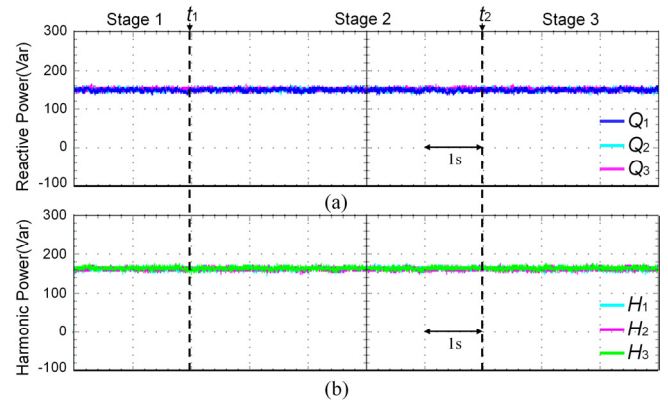 Stage 1
t1
Stage 2
t2
Stage 3
Reactive Power(Var)
300
200
100
0
-100
1s
Q1
Q2
Q3
(a)
Harmonic Power(Var)
300
200
100
0
-100
1s
H1
H2
H3
(b)